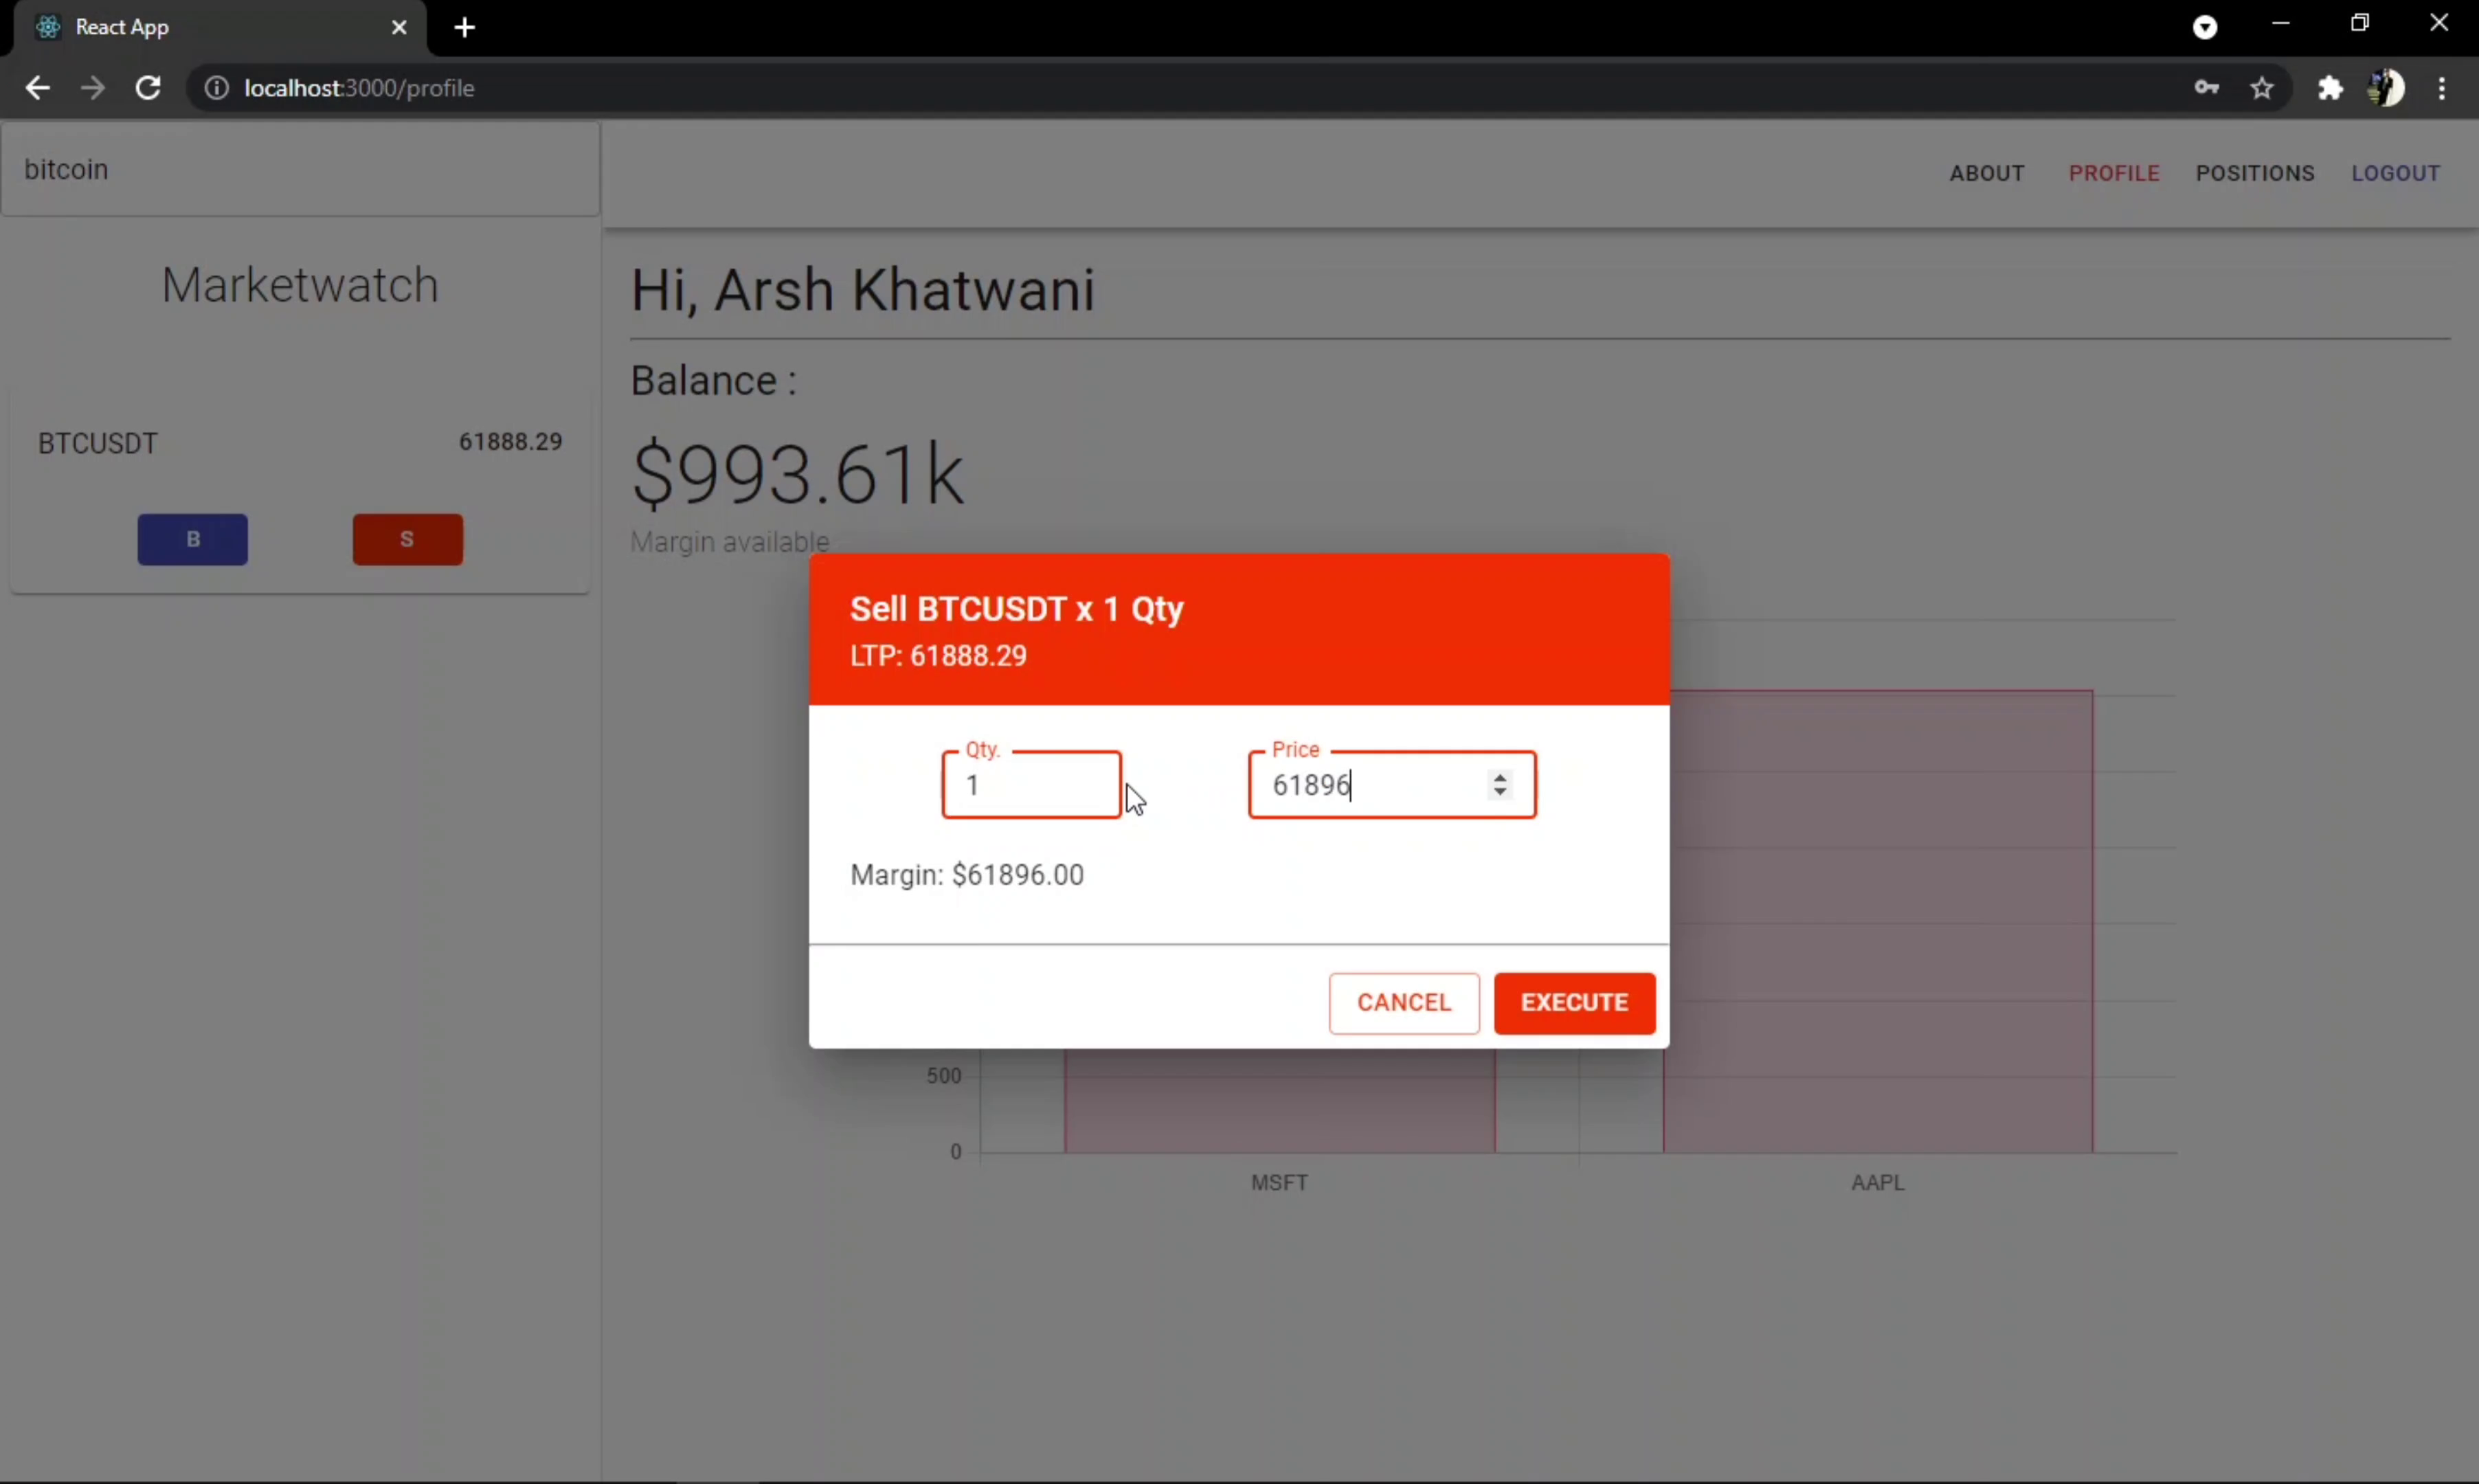 React App
localhost:3000/profile
bitcoin
ABOUT PROFILE POSITIONS LOGOUT
Marketwatch
BTCUSDT 61888.29
B S
Hi, Arsh Khatwani
Balance :
$993.61k
Margin available
Sell BTCUSDT x 1 Qty
LTP: 61888.29
Qty. Price
1 61896
Margin: $61896.00
CANCEL EXECUTE
500
0
MSFT AAPL